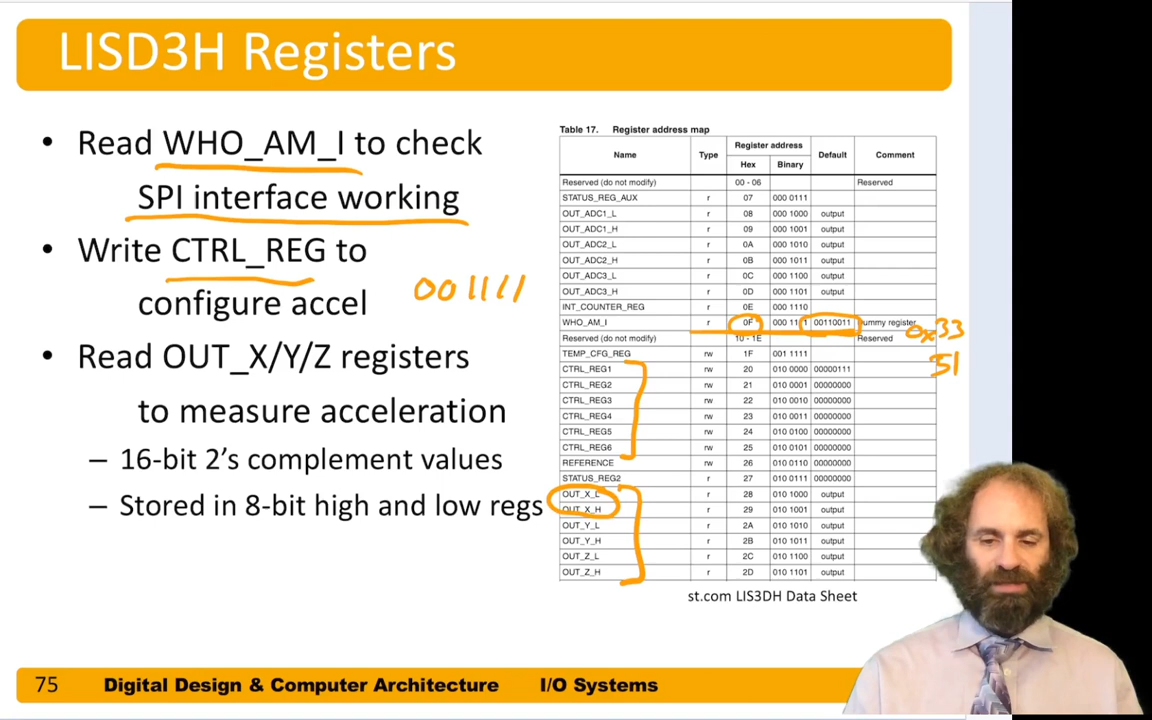 LISD3H Registers
• Read WHO_AM_I to check
SPI interface working
• Write CTRL_REG to
configure accel
001111
• Read OUT_X/Y/Z registers
to measure acceleration
– 16-bit 2's complement values
– Stored in 8-bit high and low regs
Table 17. Register address map
Name Type Register address Default Comment
Hex Binary
Reserved (do not modify) 00 - 06 Reserved
STATUS_REG_AUX r 07 000 0111
OUT_ADC1_L r 08 000 1000 output
OUT_ADC1_H r 09 000 1001 output
OUT_ADC2_L r 0A 000 1010 output
OUT_ADC2_H r 0B 000 1011 output
OUT_ADC3_L r 0C 000 1100 output
OUT_ADC3_H r 0D 000 1101 output
INT_COUNTER_REG r 0E 000 1110
WHO_AM_I r 0F 000 1111 00110011 Dummy register
0x33
Reserved (do not modify) 10 - 1E Reserved
TEMP_CFG_REG rw 1F 001 1111
51
CTRL_REG1 rw 20 010 0000 00000111
CTRL_REG2 rw 21 010 0001 00000000
CTRL_REG3 rw 22 010 0010 00000000
CTRL_REG4 rw 23 010 0011 00000000
CTRL_REG5 rw 24 010 0100 00000000
CTRL_REG6 rw 25 010 0101 00000000
REFERENCE rw 26 010 0110 00000000
STATUS_REG2 r 27 010 0111 00000000
OUT_X_L r 28 010 1000 output
OUT_X_H r 29 010 1001 output
OUT_Y_L r 2A 010 1010 output
OUT_Y_H r 2B 010 1011 output
OUT_Z_L r 2C 010 1100 output
OUT_Z_H r 2D 010 1101 output
st.com LIS3DH Data Sheet
75 Digital Design & Computer Architecture I/O Systems